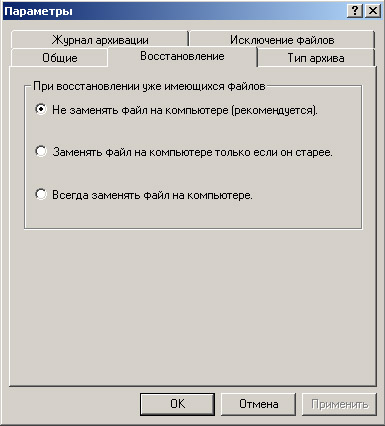 Параметры
Журнал архивации
Исключение файлов
Общие
Восстановление
Тип архива
При восстановлении уже имеющихся файлов
Не заменять файл на компьютере (рекомендуется).
Заменять файл на компьютере только если он старее.
Всегда заменять файл на компьютере.
OK
Отмена
Применить